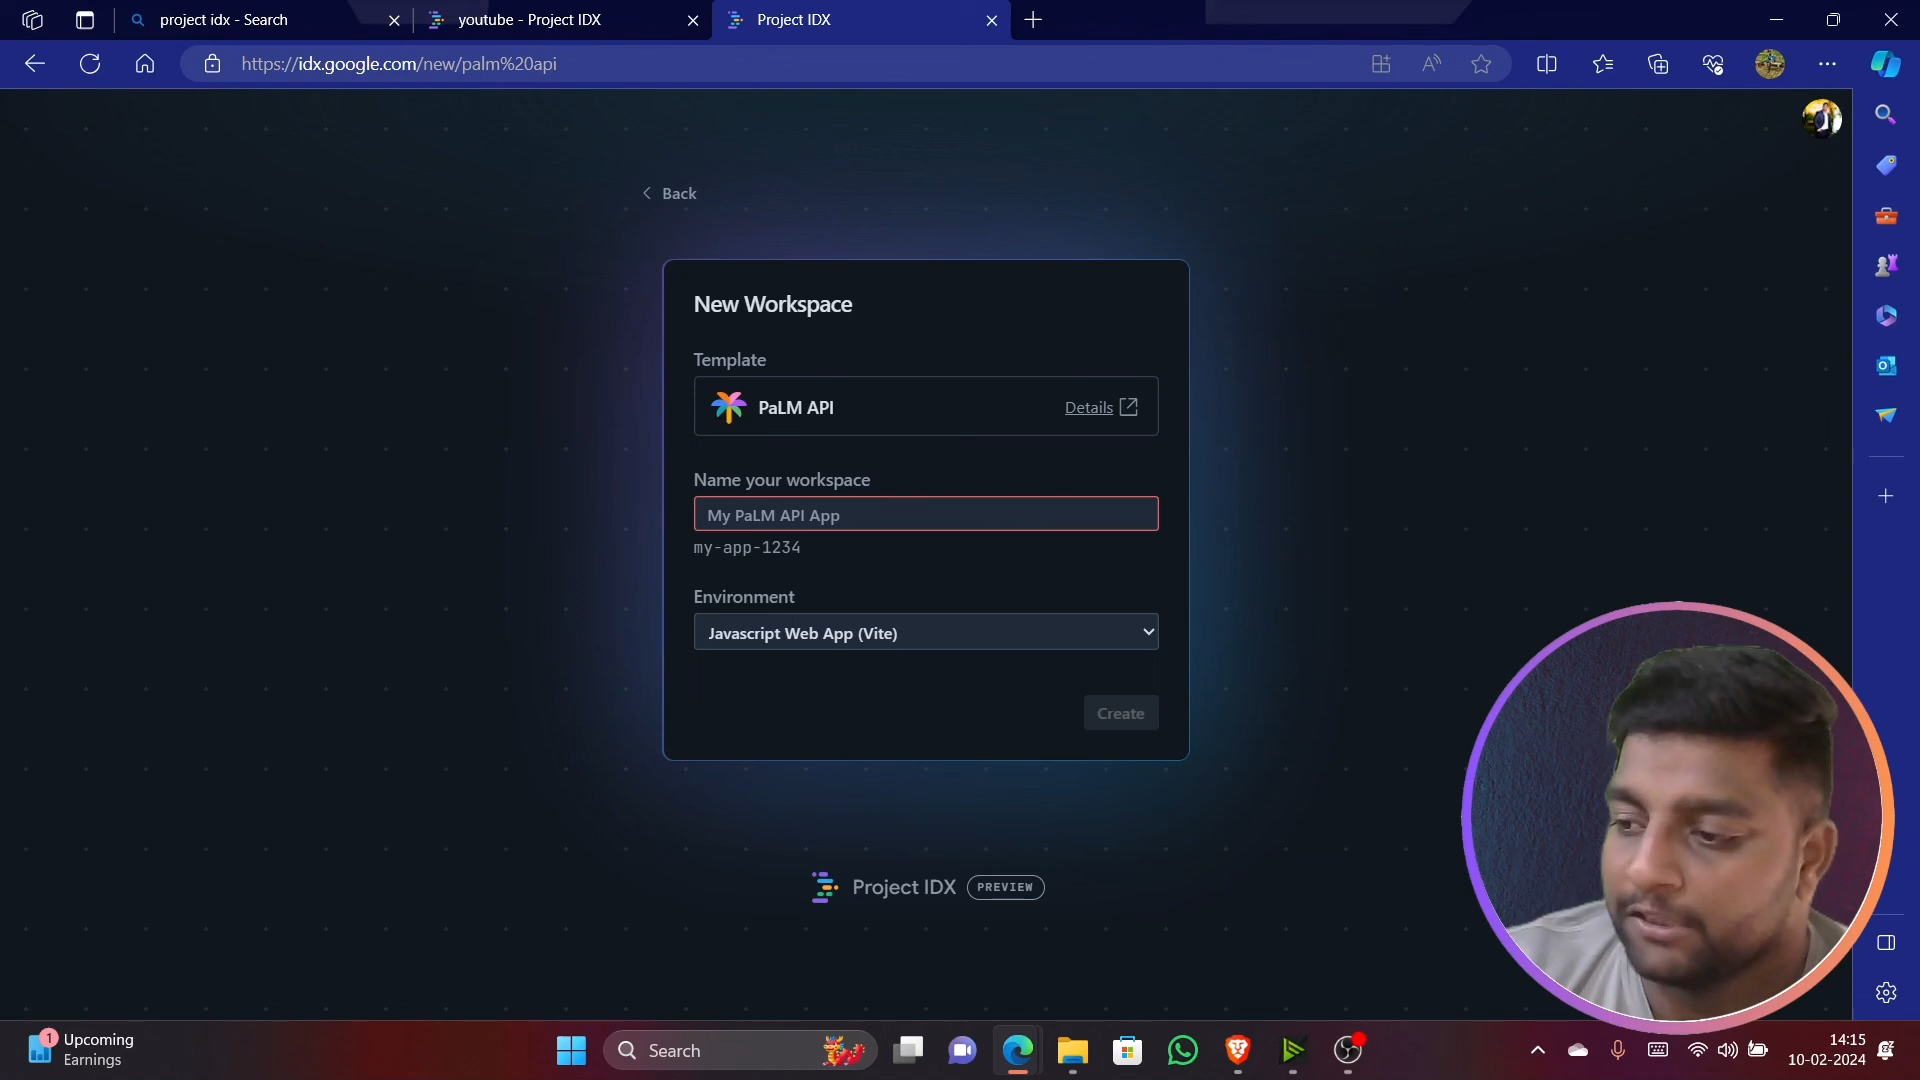 project idx - Search
youtube - Project IDX
Project IDX
https://idx.google.com/new/palm%20api
Back
New Workspace
Template
PaLM API
Details
Name your workspace
My PaLM API App
my-app-1234
Environment
Javascript Web App (Vite)
Create
Project IDX PREVIEW
1
Upcoming
Earnings
Search
14:15
10-02-2024